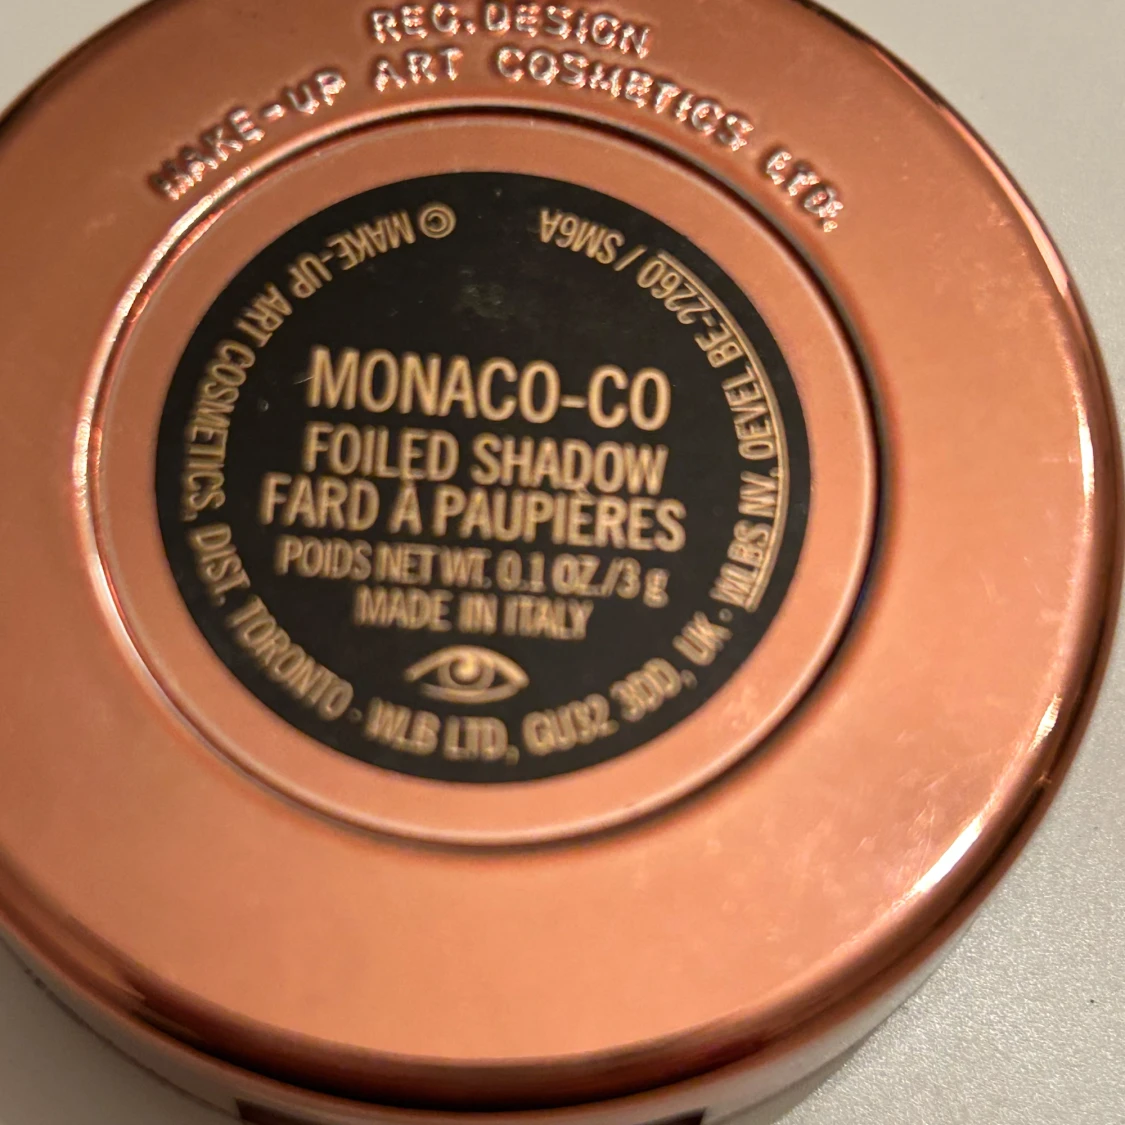 REG. DESIGN
MAKE-UP ART COSMETICS LTD.
MONACO-CO
FOILED SHADOW
FARD À PAUPIÈRES
POIDS NET WT. 0.1 OZ./3 g
MADE IN ITALY
© MAKE-UP ART COSMETICS, DIST. TORONTO · WLB LTD, GU32 3DD, UK · WLBS NV, OEVEL BE-2260 / SM6A